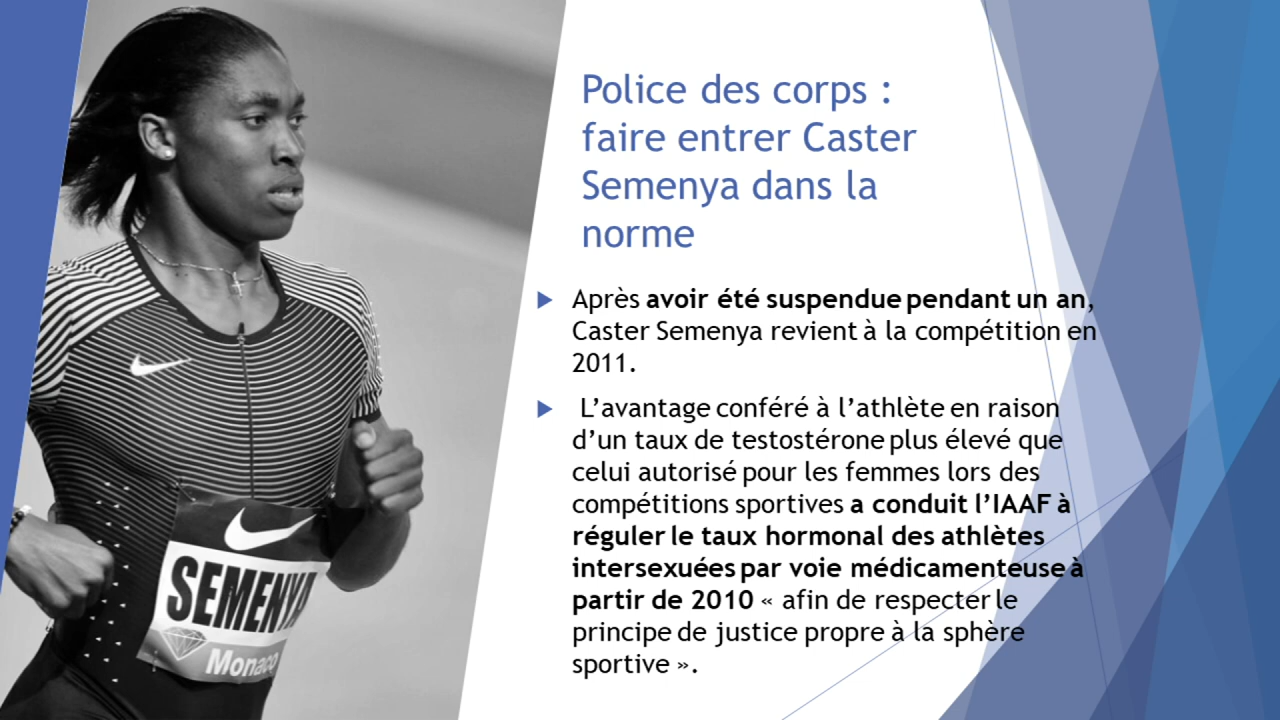 Police des corps :
faire entrer Caster
Semenya dans la
norme
Après avoir été suspendue pendant un an,
Caster Semenya revient à la compétition en
2011.
L’avantage conféré à l’athlète en raison
d’un taux de testostérone plus élevé que
celui autorisé pour les femmes lors des
compétitions sportives a conduit l’IAAF à
réguler le taux hormonal des athlètes
intersexuées par voie médicamenteuse à
partir de 2010 « afin de respecter le
principe de justice propre à la sphère
sportive ».
SEMENYA
Monaco